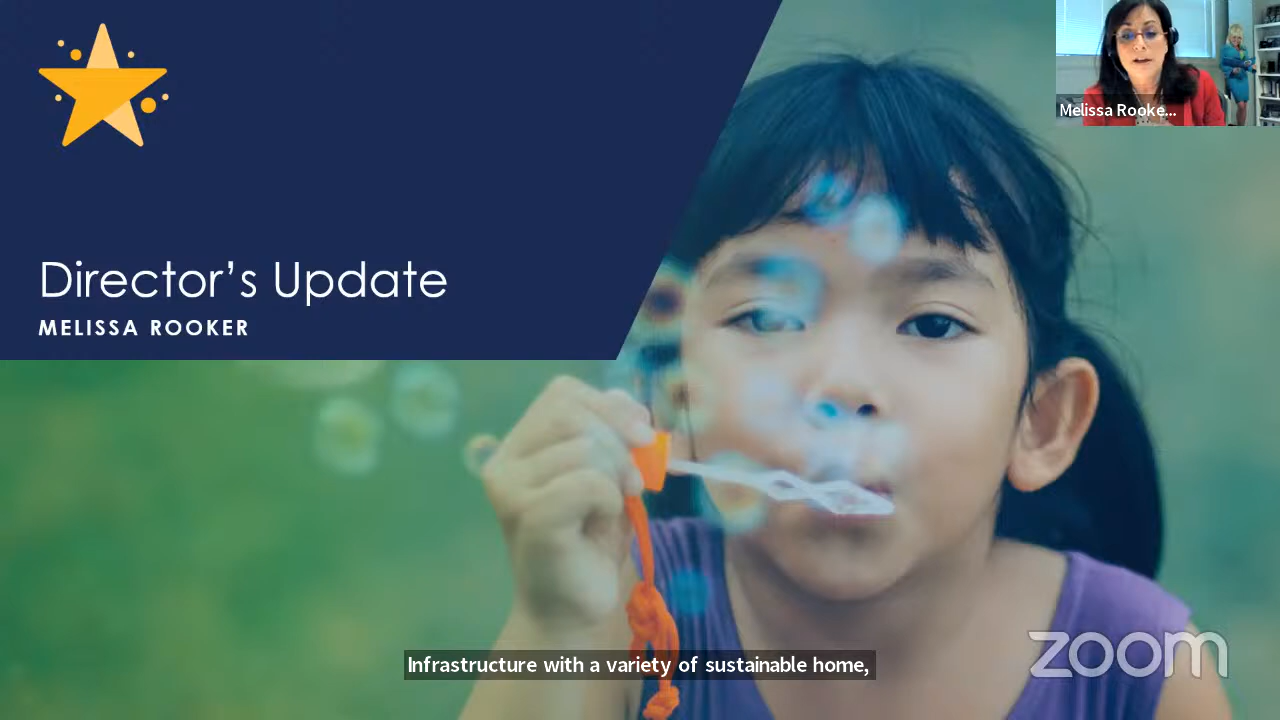 Melissa Rooke...
Director's Update
MELISSA ROOKER
Infrastructure with a variety of sustainable home,
zoom